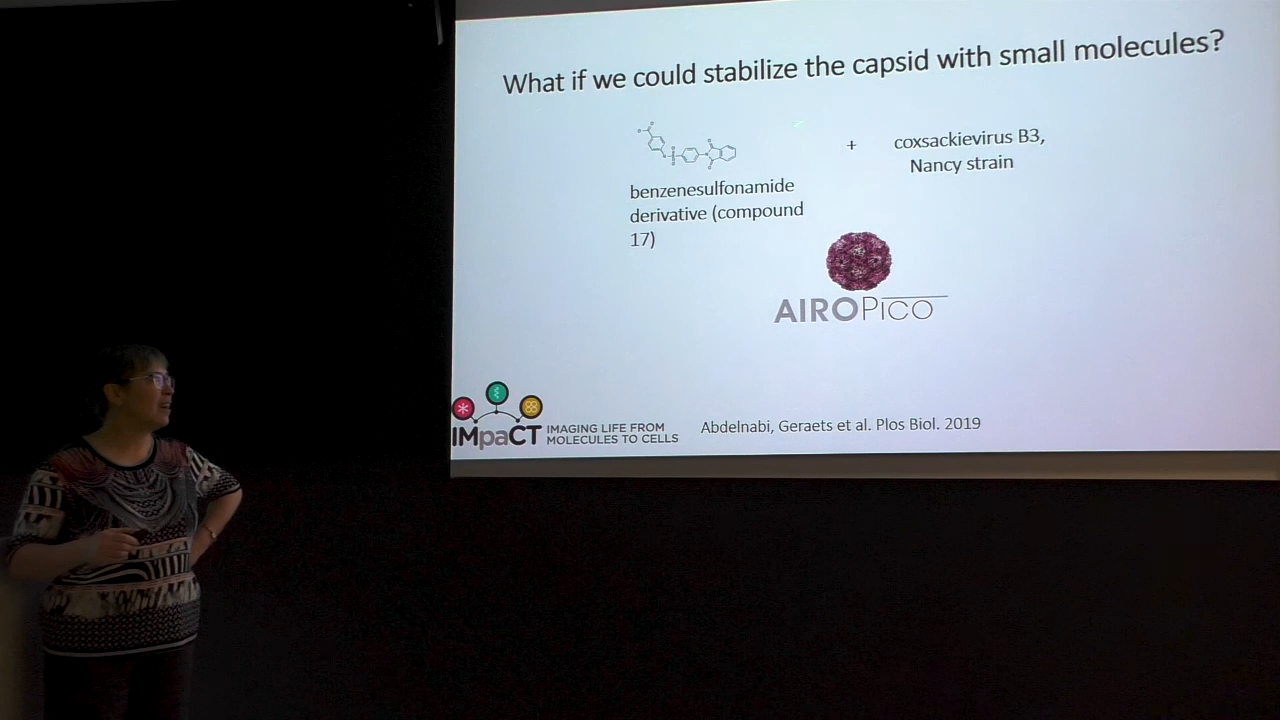 What if we could stabilize the capsid with small molecules?
benzenesulfonamide
derivative (compound
17)
+
coxsackievirus B3,
Nancy strain
AIROPICO
IMpaCT
IMAGING LIFE FROM
MOLECULES TO CELLS
Abdelnabi, Geraets et al. Plos Biol. 2019